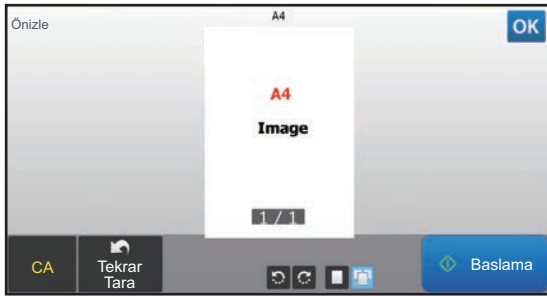 A4
Önizle
OK
A4
Image
1 / 1
CA
Tekrar
Tara
Baslama